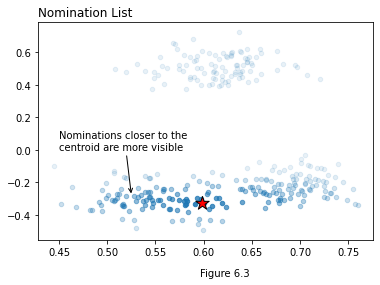 Nomination List
0.6
0.4
0.2
0.0
−0.2
−0.4
Nominations closer to the
centroid are more visible
0.45 0.50 0.55 0.60 0.65 0.70 0.75
Figure 6.3